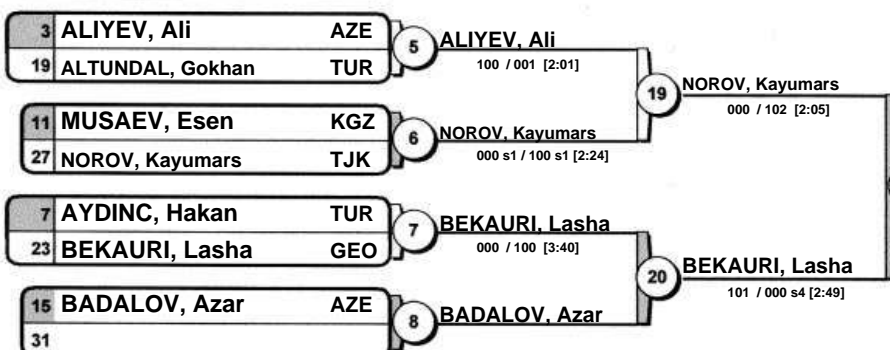 3 ALIYEV, Ali AZE
19 ALTUNDAL, Gokhan TUR
5 ALIYEV, Ali
100 / 001 [2:01]
11 MUSAEV, Esen KGZ
27 NOROV, Kayumars TJK
6 NOROV, Kayumars
000 s1 / 100 s1 [2:24]
19 NOROV, Kayumars
000 / 102 [2:05]
7 AYDINC, Hakan TUR
23 BEKAURI, Lasha GEO
7 BEKAURI, Lasha
000 / 100 [3:40]
15 BADALOV, Azar AZE
31
8 BADALOV, Azar
20 BEKAURI, Lasha
101 / 000 s4 [2:49]